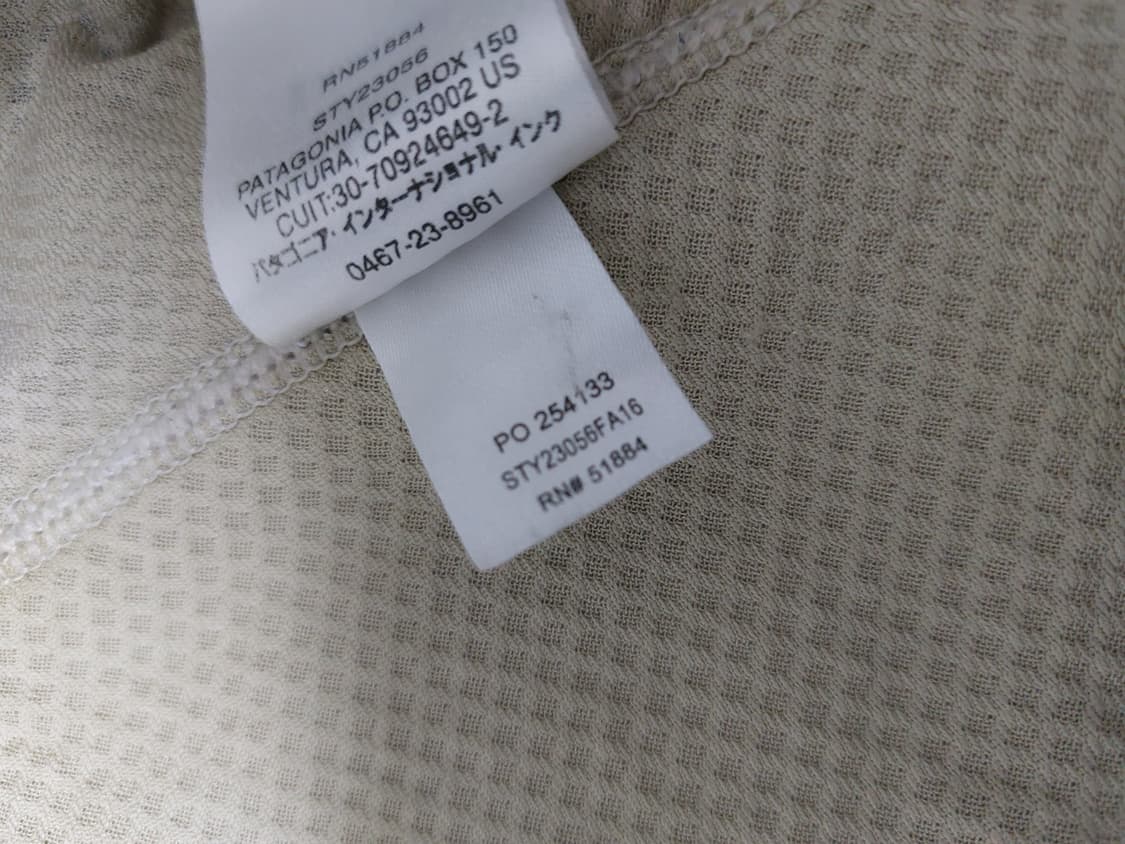 RN51884
STY23056
PATAGONIA P.O. BOX 150
VENTURA, CA 93002 US
CUIT:30-70924649-2
パタゴニア・インターナショナル・インク
0467-23-8961
PO 254133
STY23056FA16
RN# 51884